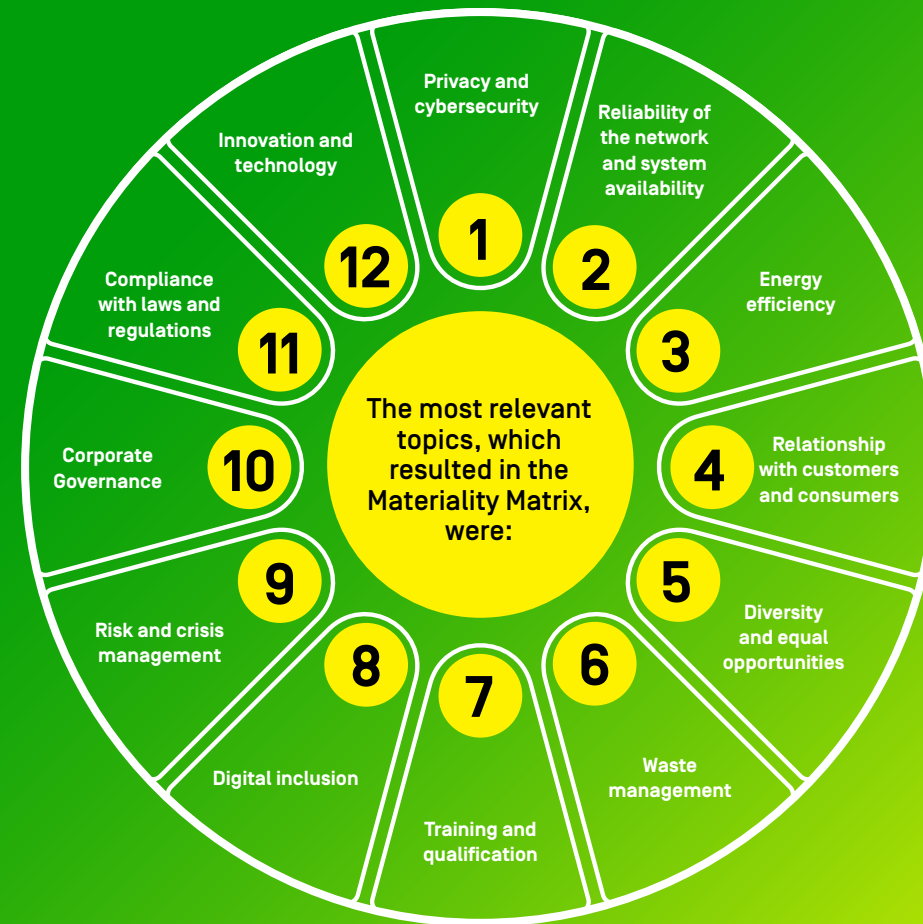 The most relevant
topics, which
resulted in the
Materiality Matrix,
were:
Privacy and
cybersecurity
1
Reliability of
the network
and system
availability
2
Energy
efficiency
3
Relationship
with customers
and consumers
4
Diversity
and equal
opportunities
5
Waste
management
6
Training and
qualification
7
Digital inclusion
8
Risk and crisis
management
9
Corporate
Governance
10
Compliance
with laws and
regulations
11
Innovation and
technology
12